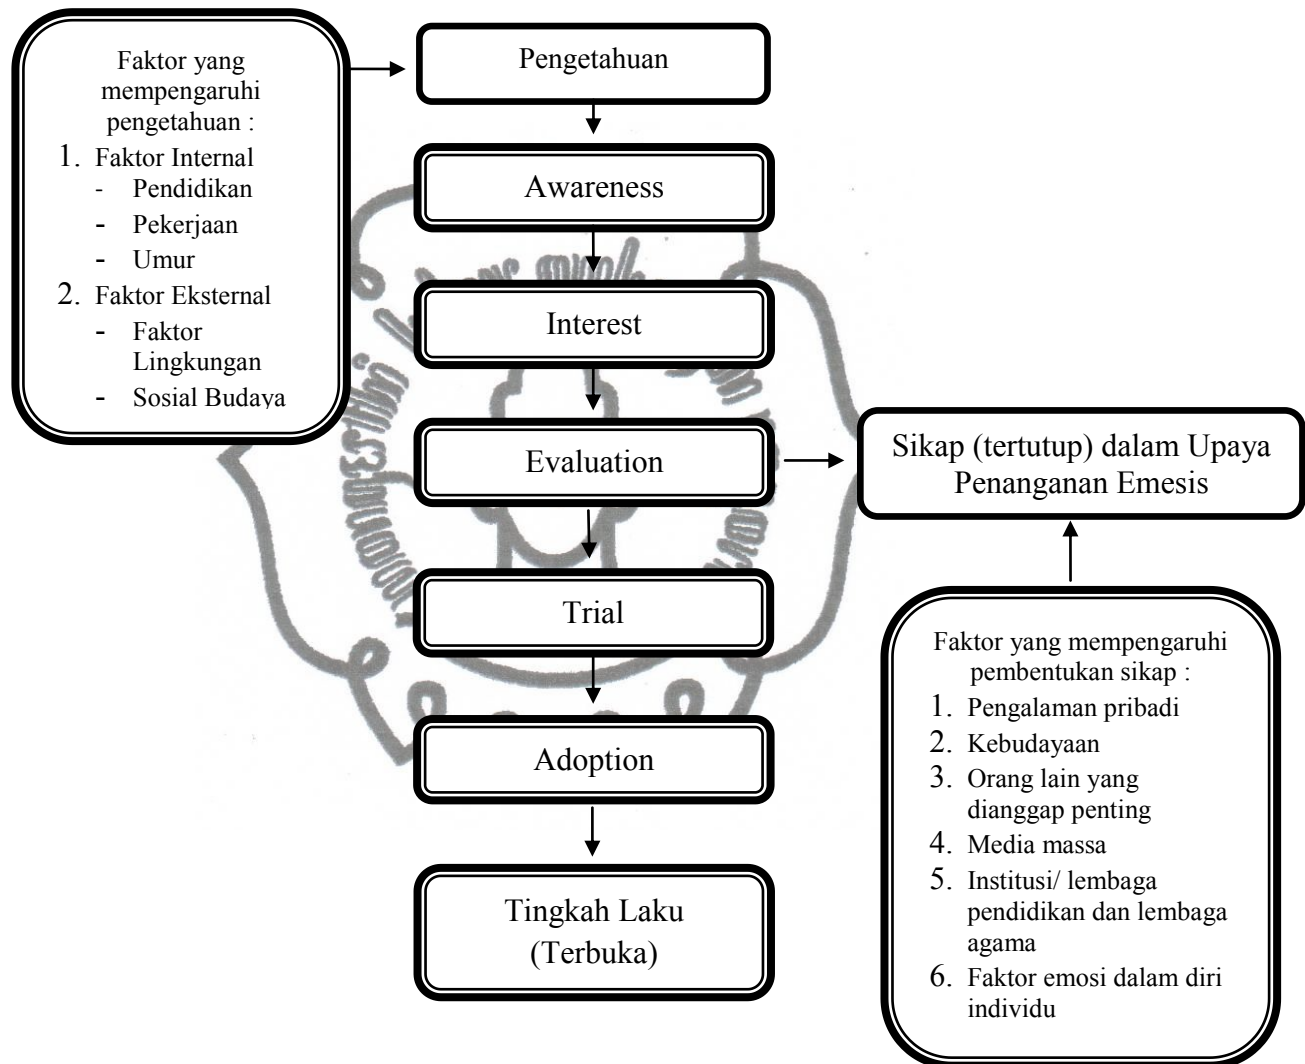 Faktor yang
mempengaruhi
pengetahuan :
1. Faktor Internal
- Pendidikan
- Pekerjaan
- Umur
2. Faktor Eksternal
- Faktor
Lingkungan
- Sosial Budaya
Pengetahuan
Awareness
Interest
Evaluation
Trial
Adoption
Tingkah Laku
(Terbuka)
Sikap (tertutup) dalam Upaya
Penanganan Emesis
Faktor yang mempengaruhi
pembentukan sikap :
1. Pengalaman pribadi
2. Kebudayaan
3. Orang lain yang
dianggap penting
4. Media massa
5. Institusi/ lembaga
pendidikan dan lembaga
agama
6. Faktor emosi dalam diri
individu